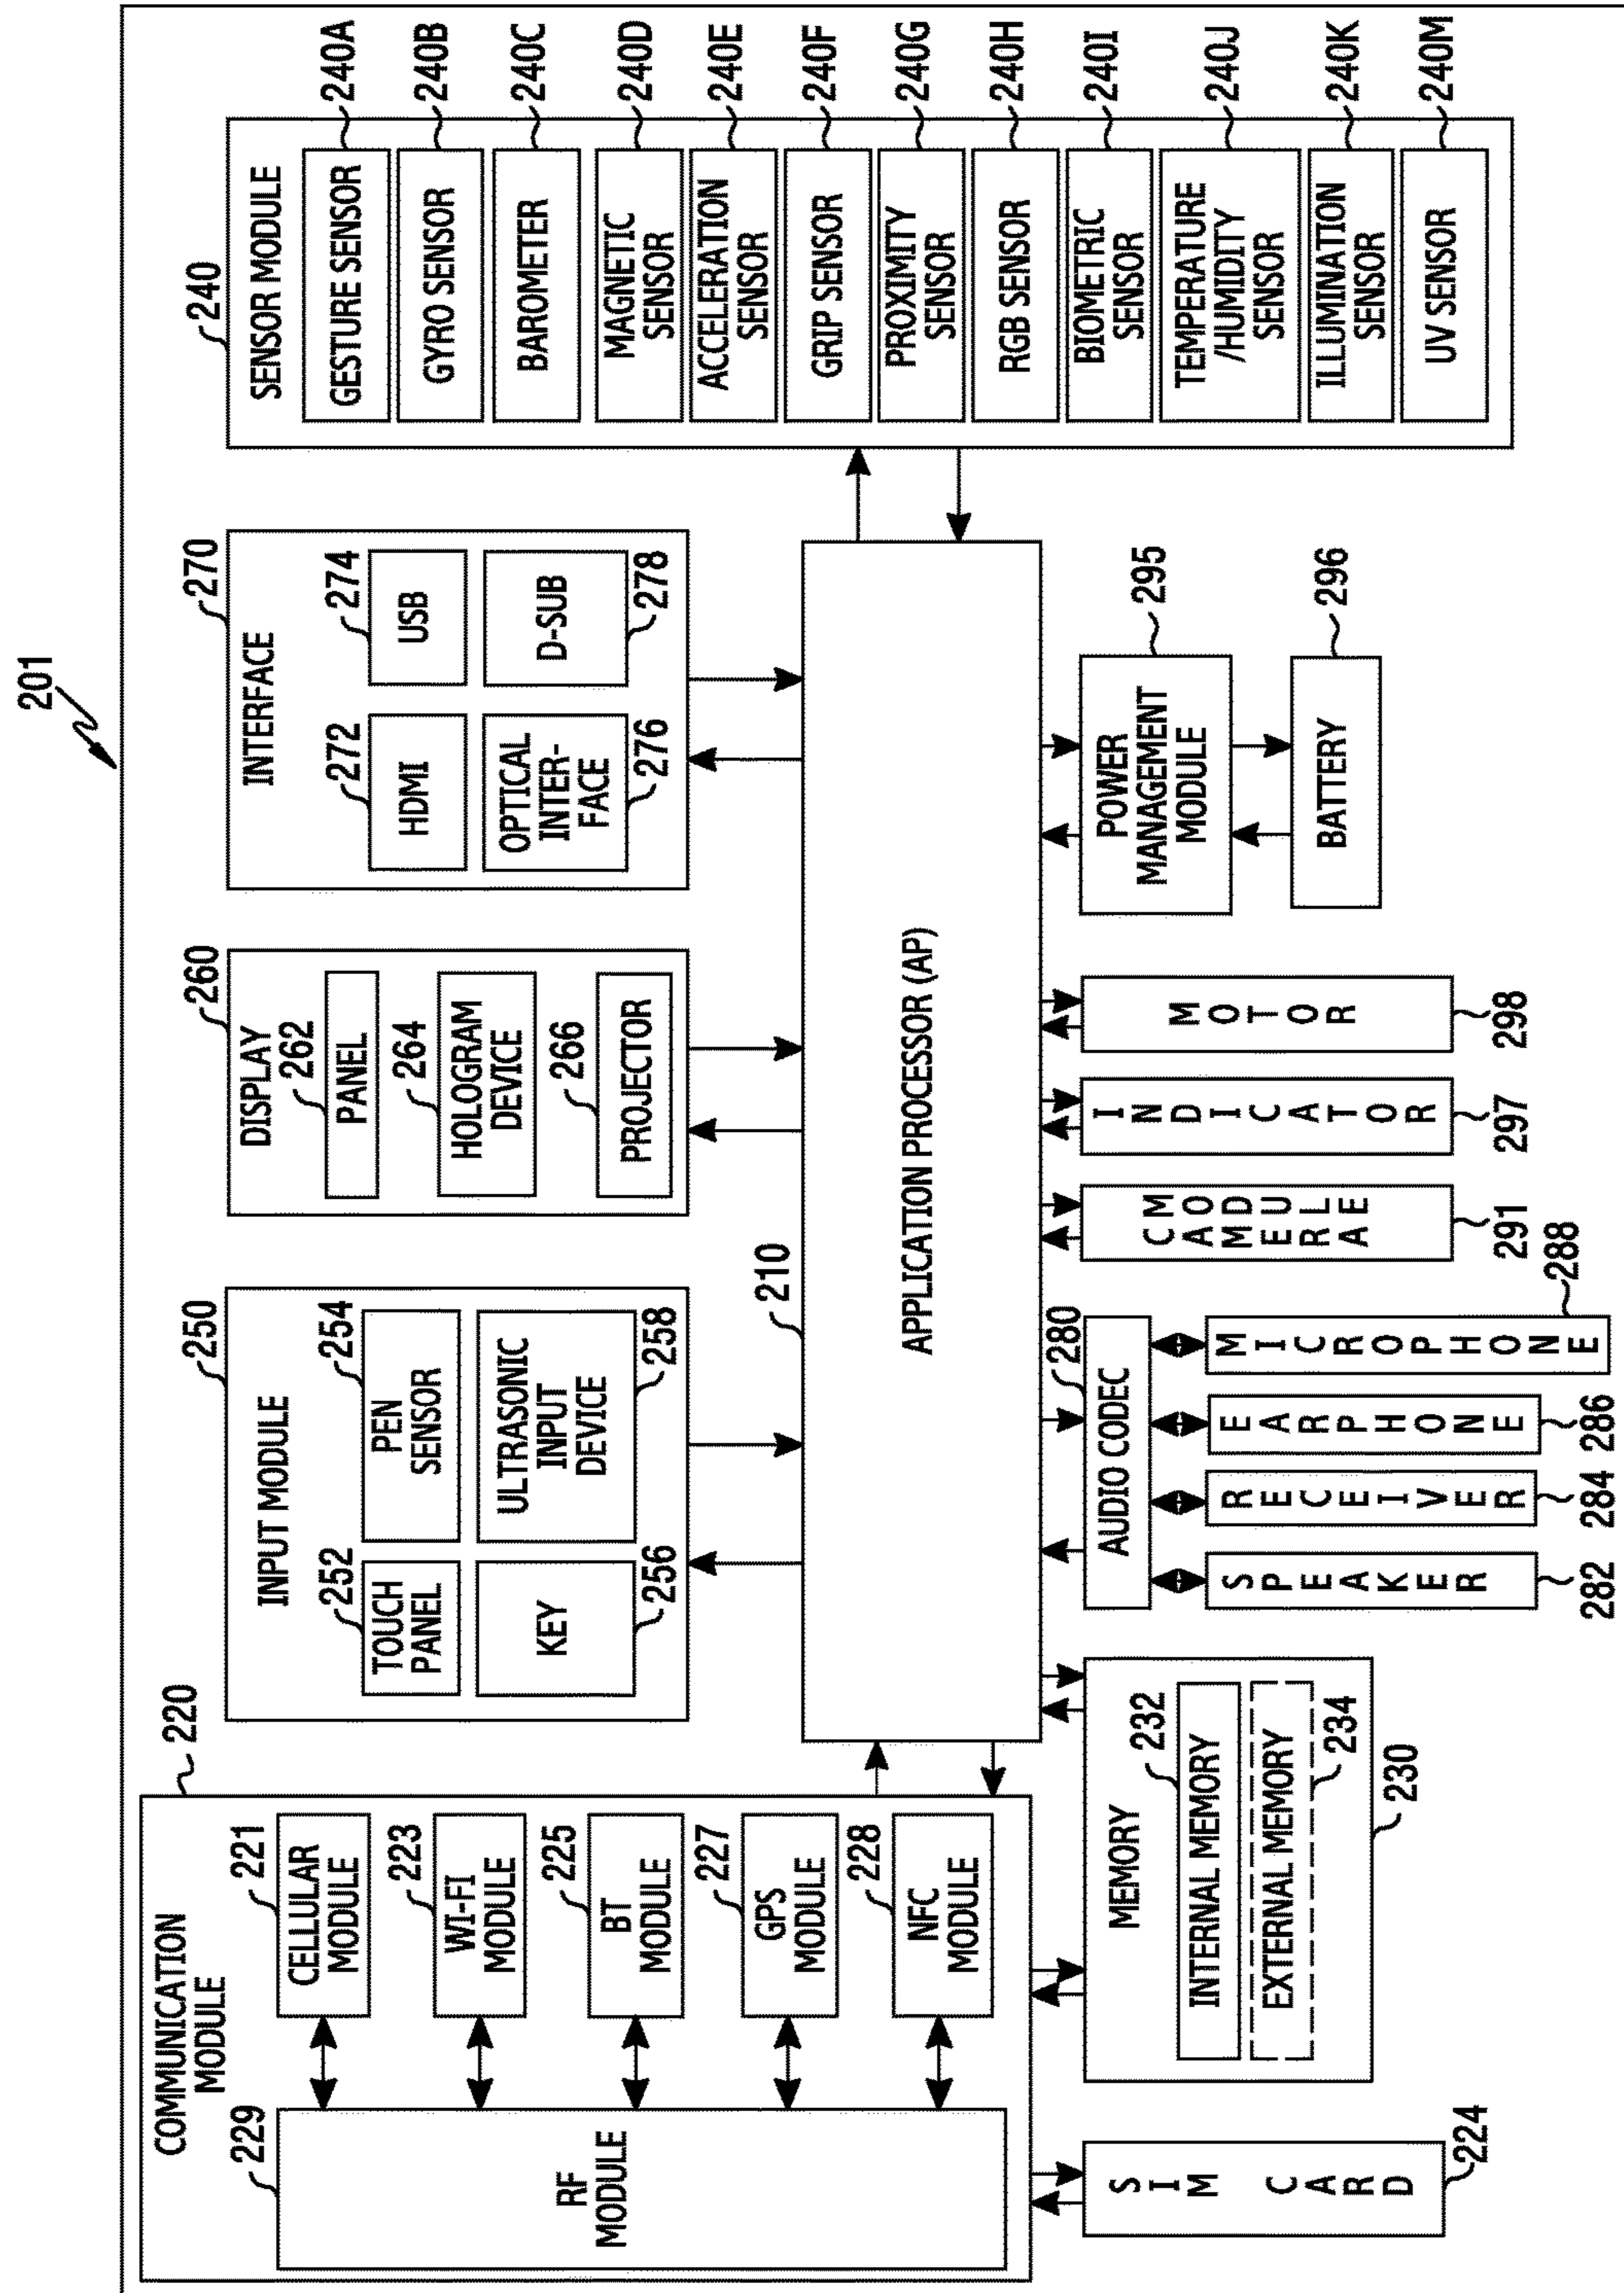 201
COMMUNICATION
MODULE
220
229
RF
MODULE
221
CELLULAR
MODULE
223
WI-FI
MODULE
225
BT
MODULE
227
GPS
MODULE
228
NFC
MODULE
250
INPUT MODULE
252
TOUCH
PANEL
254
PEN
SENSOR
KEY
256
ULTRASONIC
INPUT
DEVICE
258
260
DISPLAY
262
PANEL
264
HOLOGRAM
DEVICE
266
PROJECTOR
270
INTERFACE
272
HDMI
274
USB
OPTICAL
INTER-
FACE
276
D-SUB
278
240
SENSOR MODULE
GESTURE SENSOR
240A
GYRO SENSOR
240B
BAROMETER
240C
MAGNETIC
SENSOR
240D
ACCELERATION
SENSOR
240E
GRIP SENSOR
240F
PROXIMITY
SENSOR
240G
RGB SENSOR
240H
BIOMETRIC
SENSOR
240I
TEMPERATURE
/HUMIDITY
SENSOR
240J
ILLUMINATION
SENSOR
240K
UV SENSOR
240M
210
APPLICATION PROCESSOR (AP)
SIM CARD
224
MEMORY
232
INTERNAL MEMORY
EXTERNAL MEMORY
234
230
280
AUDIO CODEC
SPEAKER
282
RECEIVER
284
EARPHONE
286
MICROPHONE
288
CAMERA
MODULE
291
INDICATOR
297
MOTOR
298
POWER
MANAGEMENT
MODULE
295
BATTERY
296